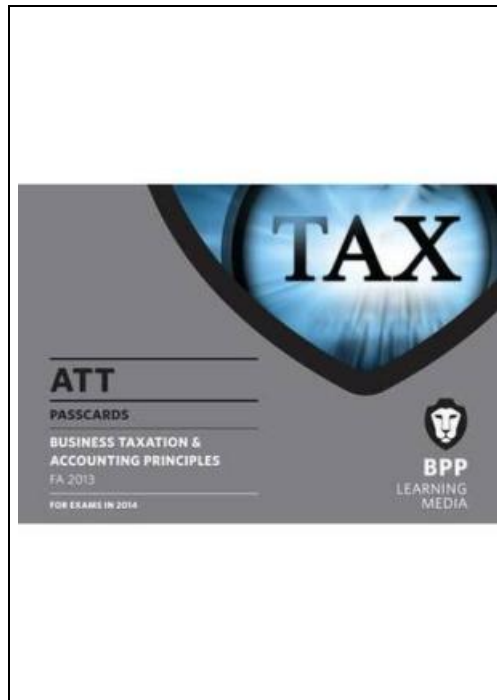 TAX
ATT
PASSCARDS
BUSINESS TAXATION &
ACCOUNTING PRINCIPLES
FA 2013
FOR EXAMS IN 2014
BPP
LEARNING
MEDIA